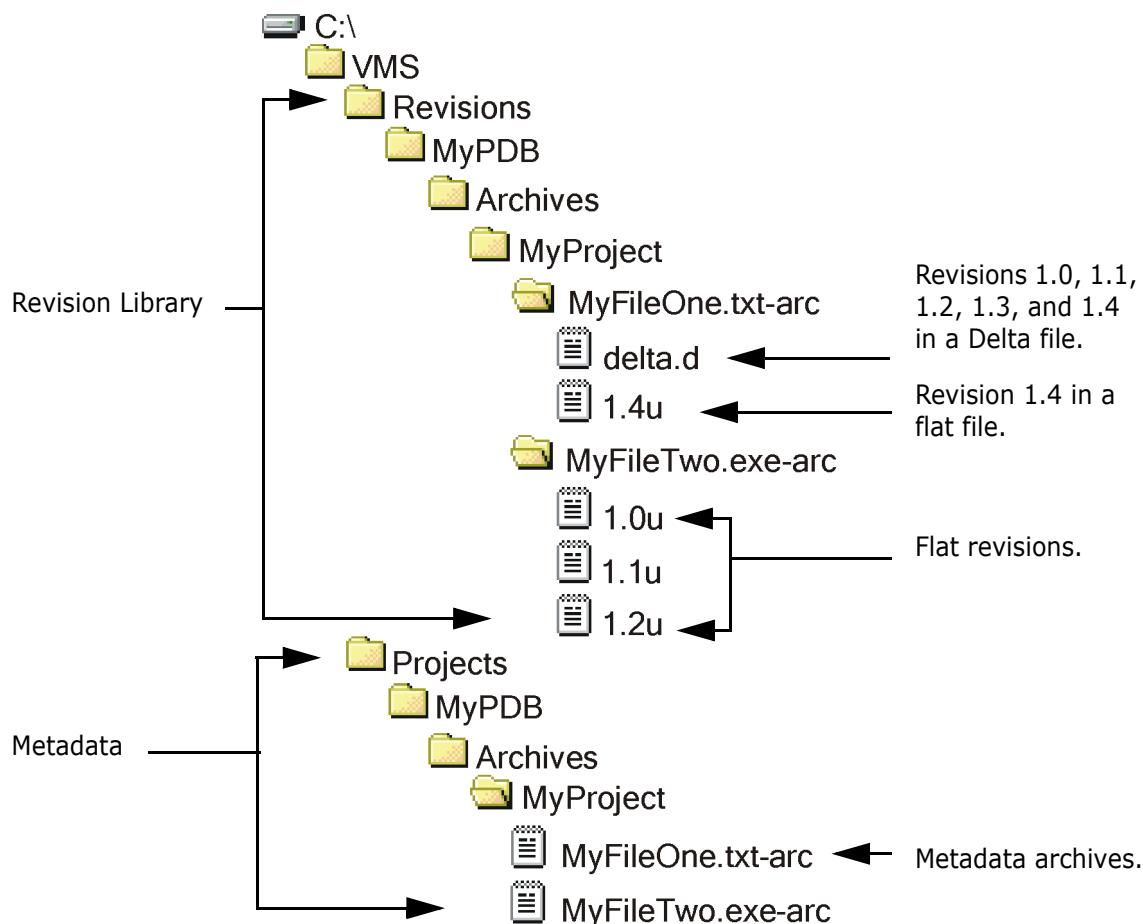 C:\
VMS
Revisions
MyPDB
Archives
MyProject
Revision Library
MyFileOne.txt-arc
delta.d
1.4u
Revisions 1.0, 1.1,
1.2, 1.3, and 1.4
in a Delta file.
Revision 1.4 in a
flat file.
MyFileTwo.exe-arc
1.0u
1.1u
1.2u
Flat revisions.
Projects
MyPDB
Metadata
Archives
MyProject
MyFileOne.txt-arc
Metadata archives.
MyFileTwo.exe-arc